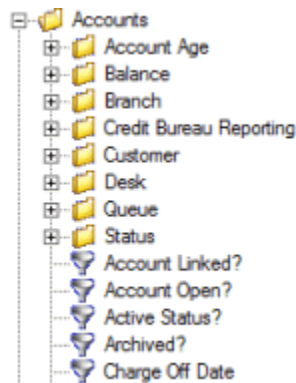 Accounts
Account Age
Balance
Branch
Credit Bureau Reporting
Customer
Desk
Queue
Status
Account Linked?
Account Open?
Active Status?
Archived?
Charge Off Date